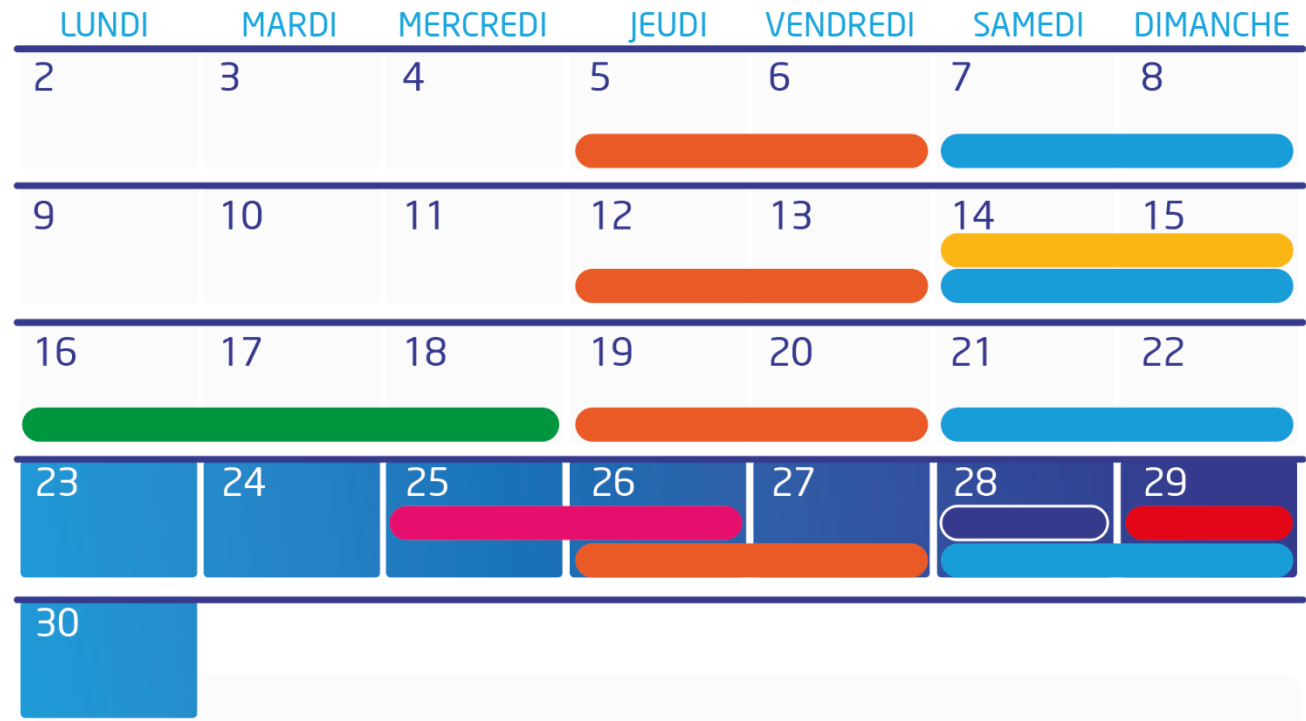 LUNDI MARDI MERCREDI JEUDI VENDREDI SAMEDI DIMANCHE
2 3 4 5 6 7 8
9 10 11 12 13 14 15
16 17 18 19 20 21 22
23 24 25 26 27 28 29
30